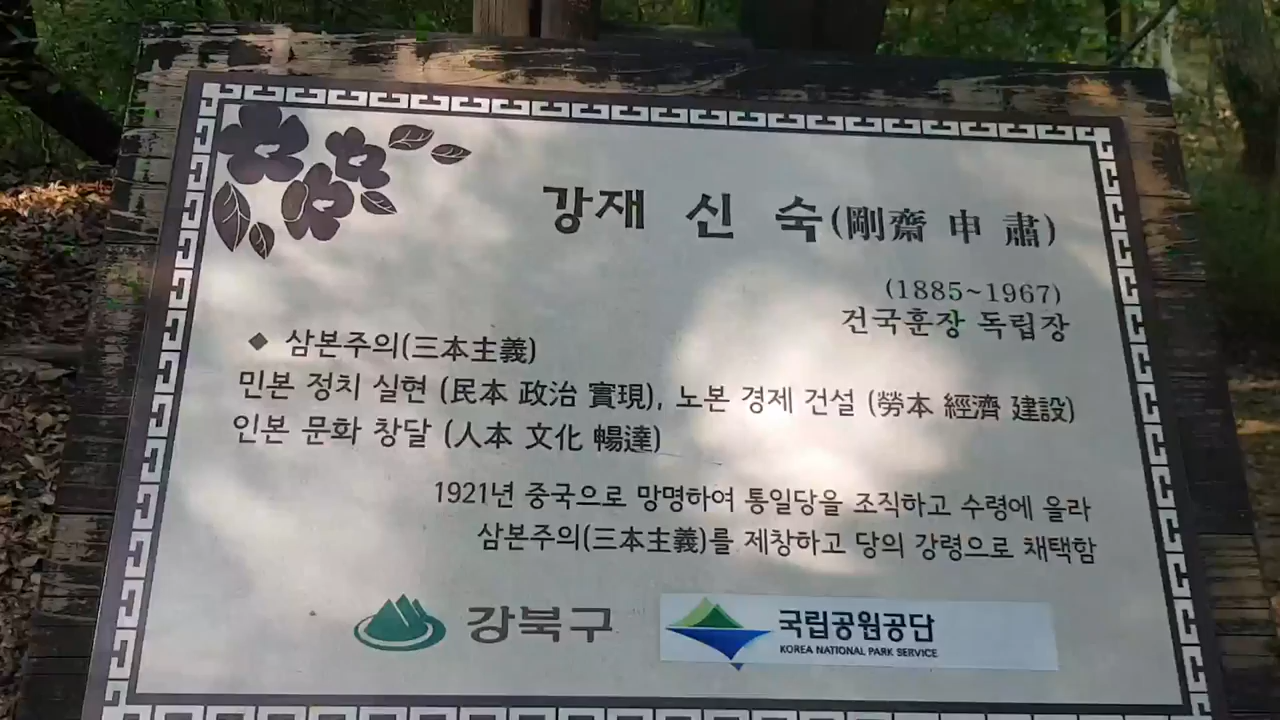 강재 신 숙(剛齋 申 肅)
(1885~1967)
건국훈장 독립장
◆ 삼본주의(三本主義)
민본 정치 실현 (民本 政治 實現), 노본 경제 건설 (勞本 經濟 建設)
인본 문화 창달 (人本 文化 暢達)
1921년 중국으로 망명하여 통일당을 조직하고 수령에 올라
삼본주의(三本主義)를 제창하고 당의 강령으로 채택함
강북구
국립공원공단
KOREA NATIONAL PARK SERVICE